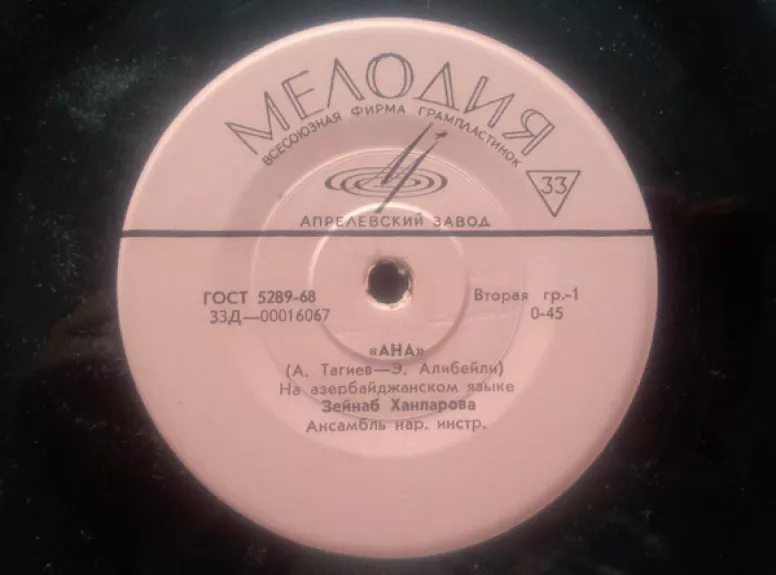 МЕЛОДИЯ
ВСЕСОЮЗНАЯ ФИРМА ГРАМПЛАСТИНОК
33
АПРЕЛЕВСКИЙ ЗАВОД
ГОСТ 5289-68 Вторая гр.-1
33Д—00016067 0-45
«АНА»
(А. Тагиев—Э. Алибейли)
На азербайджанском языке
Зейнаб Ханларова
Ансамбль нар. инстр.